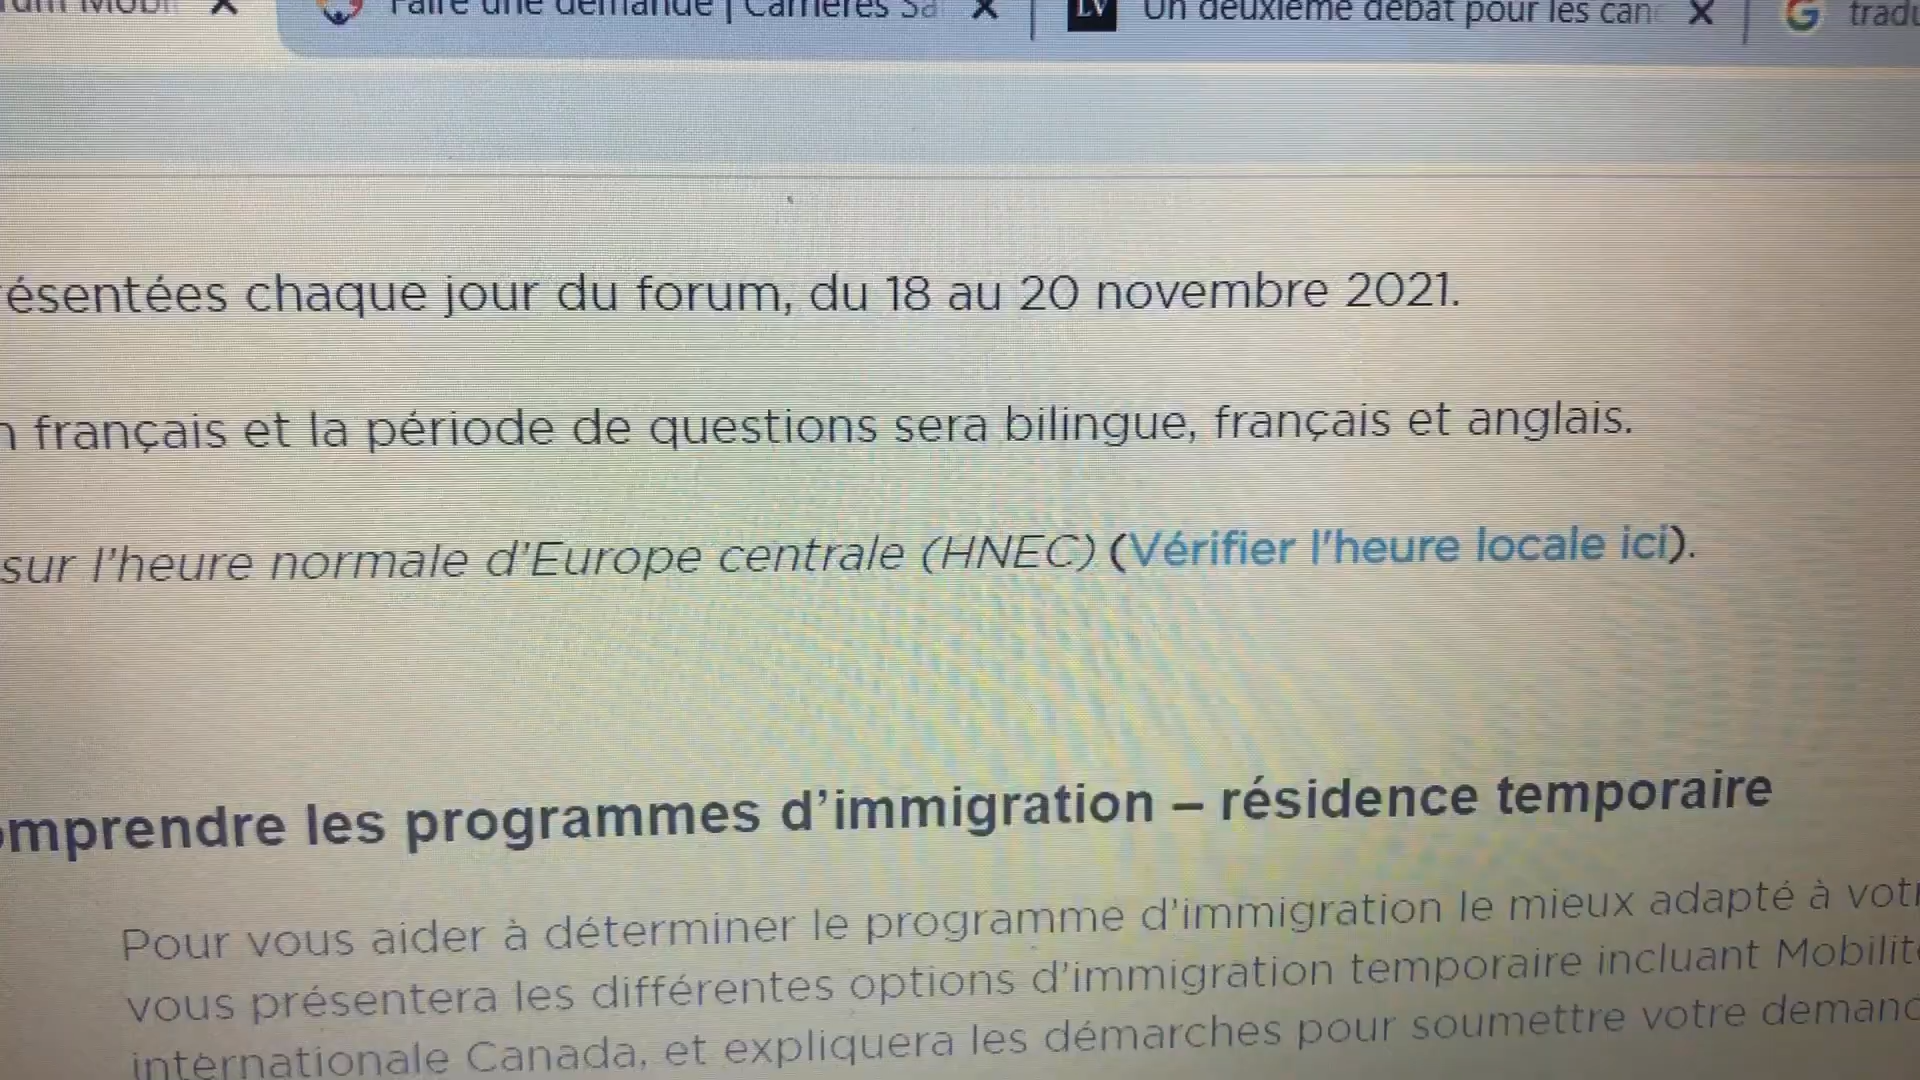 Faire une demande | Carrières Sa
LV Un deuxième débat pour les can
G trad
ésentées chaque jour du forum, du 18 au 20 novembre 2021.
français et la période de questions sera bilingue, français et anglais.
sur l'heure normale d'Europe centrale (HNEC) (Vérifier l'heure locale ici).
omprendre les programmes d'immigration – résidence temporaire
Pour vous aider à déterminer le programme d'immigration le mieux adapté à vot
vous présentera les différentes options d'immigration temporaire incluant Mobilit
internationale Canada, et expliquera les démarches pour soumettre votre deman